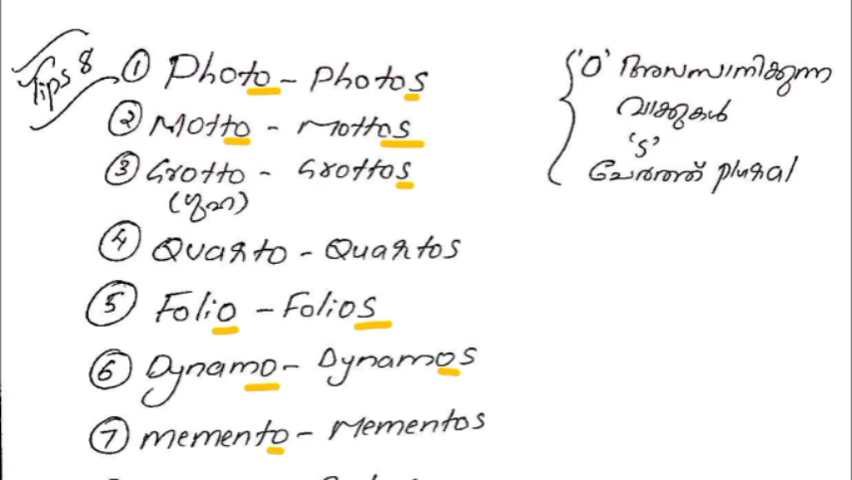 Tips 8
① Photo - Photos
② Motto - Mottos
③ Grotto - Grottos
(ഗുഹ)
④ Quarto - Quartos
⑤ Folio - Folios
⑥ Dynamo - Dynamos
⑦ memento - Mementos
'O' അവസാനിക്കുന്ന
വാക്കുകൾ
's'
ചേർത്ത് plural